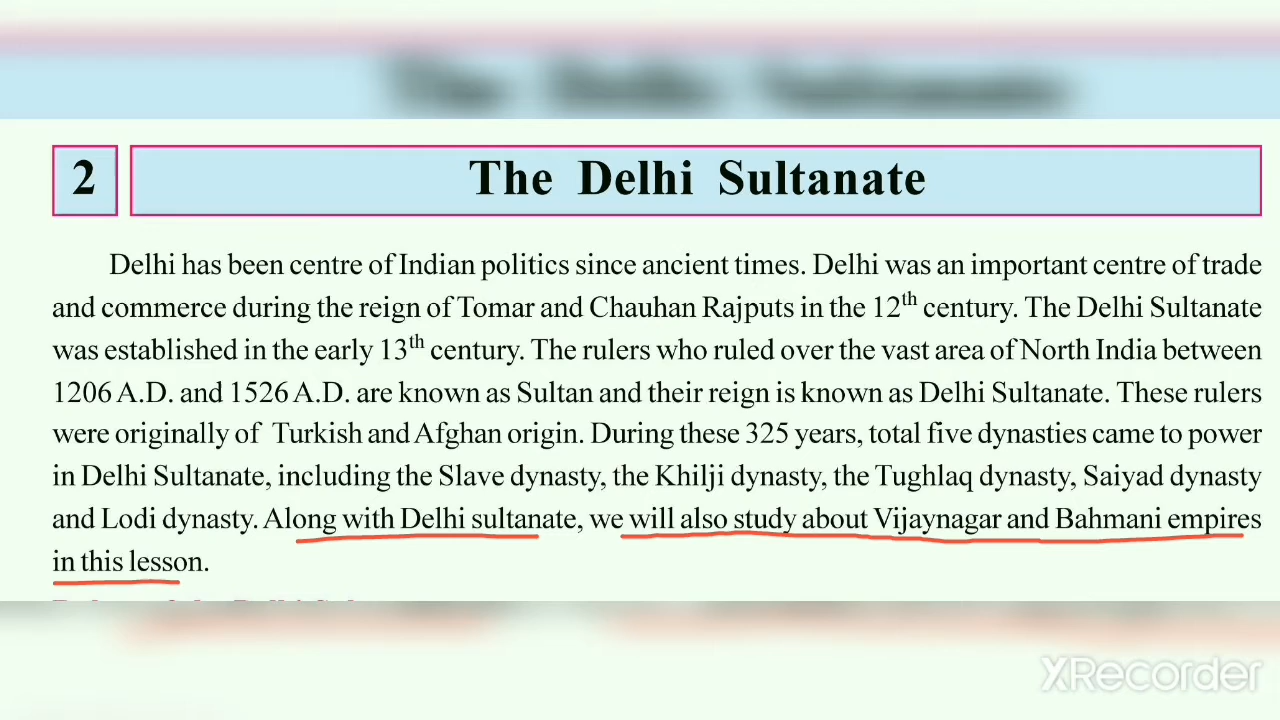 2 The Delhi Sultanate
Delhi has been centre of Indian politics since ancient times. Delhi was an important centre of trade
and commerce during the reign of Tomar and Chauhan Rajputs in the 12th century. The Delhi Sultanate
was established in the early 13th century. The rulers who ruled over the vast area of North India between
1206 A.D. and 1526 A.D. are known as Sultan and their reign is known as Delhi Sultanate. These rulers
were originally of Turkish and Afghan origin. During these 325 years, total five dynasties came to power
in Delhi Sultanate, including the Slave dynasty, the Khilji dynasty, the Tughlaq dynasty, Saiyad dynasty
and Lodi dynasty. Along with Delhi sultanate, we will also study about Vijaynagar and Bahmani empires
in this lesson.
XRecorder